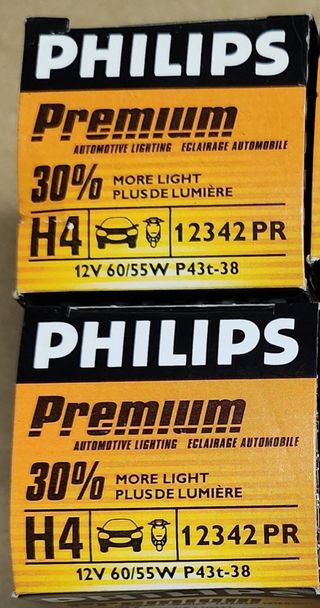 PHILIPS
Premium
AUTOMOTIVE LIGHTING ECLAIRAGE AUTOMOBILE
30% MORE LIGHT
PLUS DE LUMIÈRE
H4 12342 PR
12V 60/55W P43t-38
PHILIPS
Premium
AUTOMOTIVE LIGHTING ECLAIRAGE AUTOMOBILE
30% MORE LIGHT
PLUS DE LUMIÈRE
H4 12342 PR
12V 60/55W P43t-38